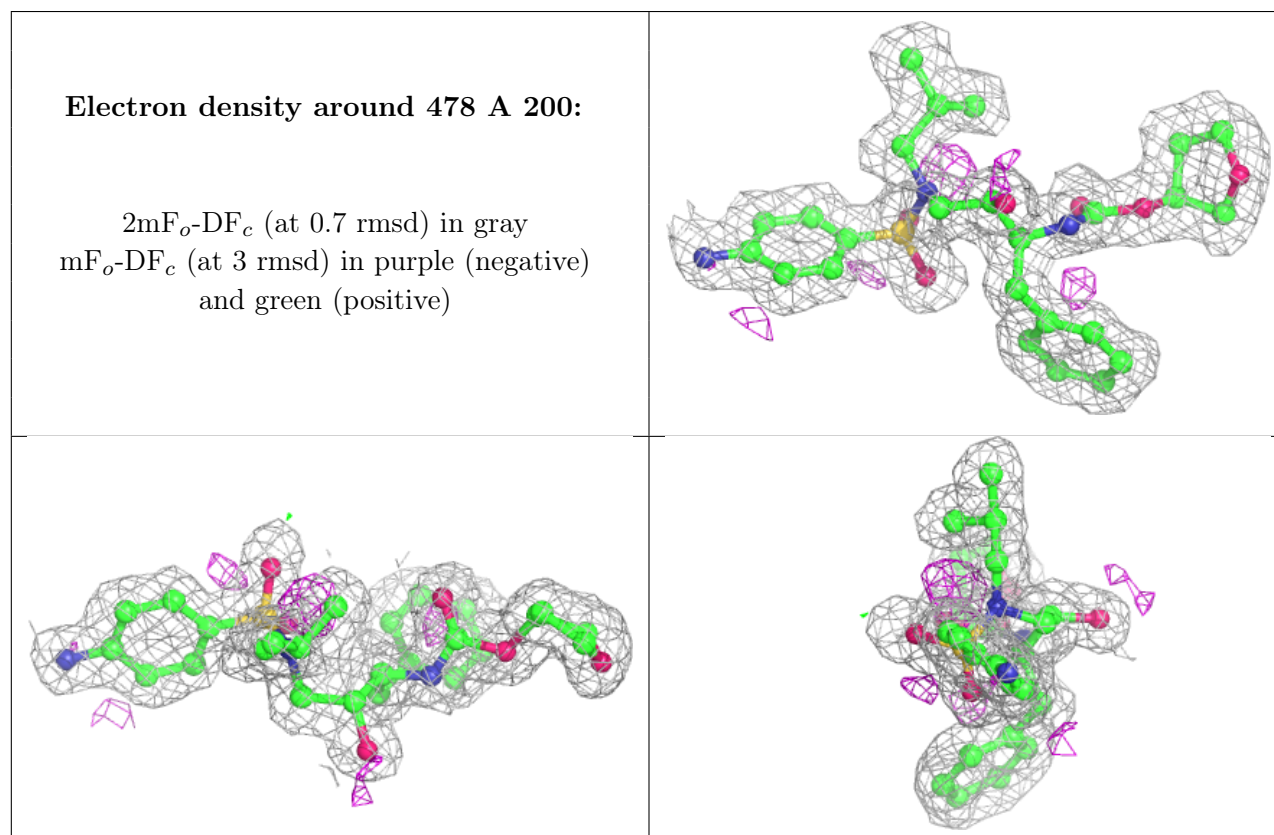 Electron density around 478 A 200:
2mFo-DFc (at 0.7 rmsd) in gray
mFo-DFc (at 3 rmsd) in purple (negative)
and green (positive)